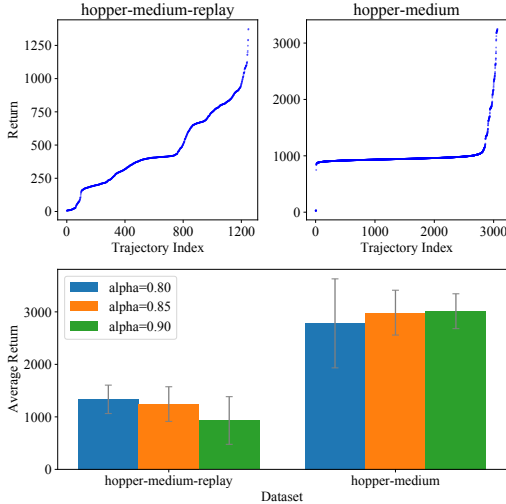 hopper-medium-replay
hopper-medium
Return
1250
1000
750
500
250
0
0
400
800
1200
Trajectory Index
3000
2000
1000
0
0
1000
2000
3000
Trajectory Index
Average Return
3000
2000
1000
0
alpha=0.80
alpha=0.85
alpha=0.90
hopper-medium-replay
hopper-medium
Dataset